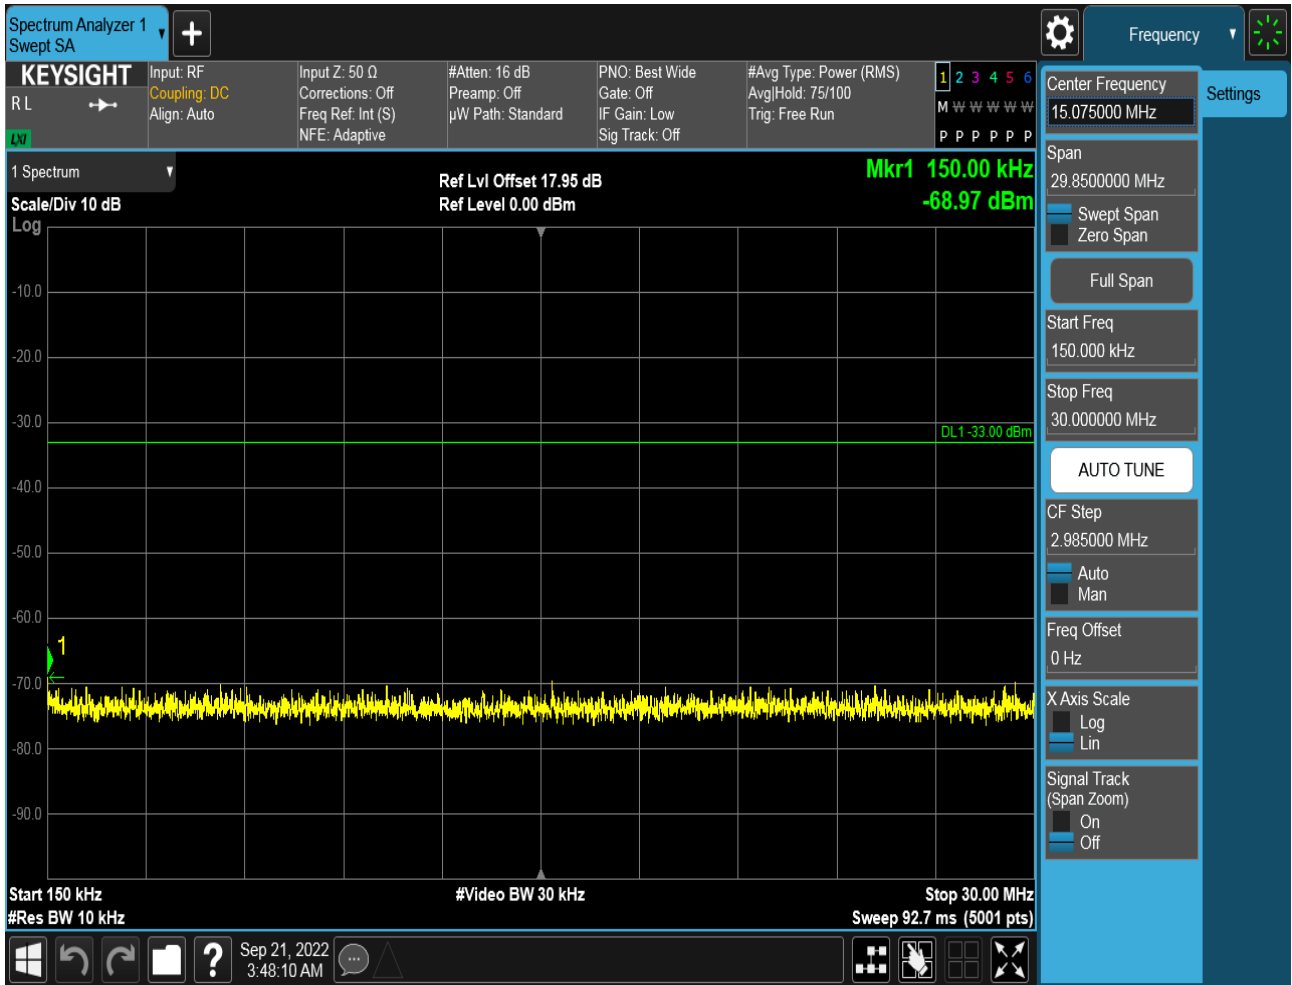 Spectrum Analyzer 1
Swept SA
Frequency
KEYSIGHT
R L
LXI
Input: RF
Coupling: DC
Align: Auto
Input Z: 50 Ω
Corrections: Off
Freq Ref: Int (S)
NFE: Adaptive
#Atten: 16 dB
Preamp: Off
µW Path: Standard
PNO: Best Wide
Gate: Off
IF Gain: Low
Sig Track: Off
#Avg Type: Power (RMS)
Avg|Hold: 75/100
Trig: Free Run
1 2 3 4 5 6
M W W W W W
P P P P P P
1 Spectrum
Scale/Div 10 dB
Log
Ref Lvl Offset 17.95 dB
Ref Level 0.00 dBm
Mkr1 150.00 kHz
-68.97 dBm
-10.0
-20.0
-30.0
DL1 -33.00 dBm
-40.0
-50.0
-60.0
1
-70.0
-80.0
-90.0
Start 150 kHz
#Video BW 30 kHz
Stop 30.00 MHz
#Res BW 10 kHz
Sweep 92.7 ms (5001 pts)
Center Frequency
15.075000 MHz
Settings
Span
29.8500000 MHz
Swept Span
Zero Span
Full Span
Start Freq
150.000 kHz
Stop Freq
30.000000 MHz
AUTO TUNE
CF Step
2.985000 MHz
Auto
Man
Freq Offset
0 Hz
X Axis Scale
Log
Lin
Signal Track
(Span Zoom)
On
Off
?
Sep 21, 2022
3:48:10 AM